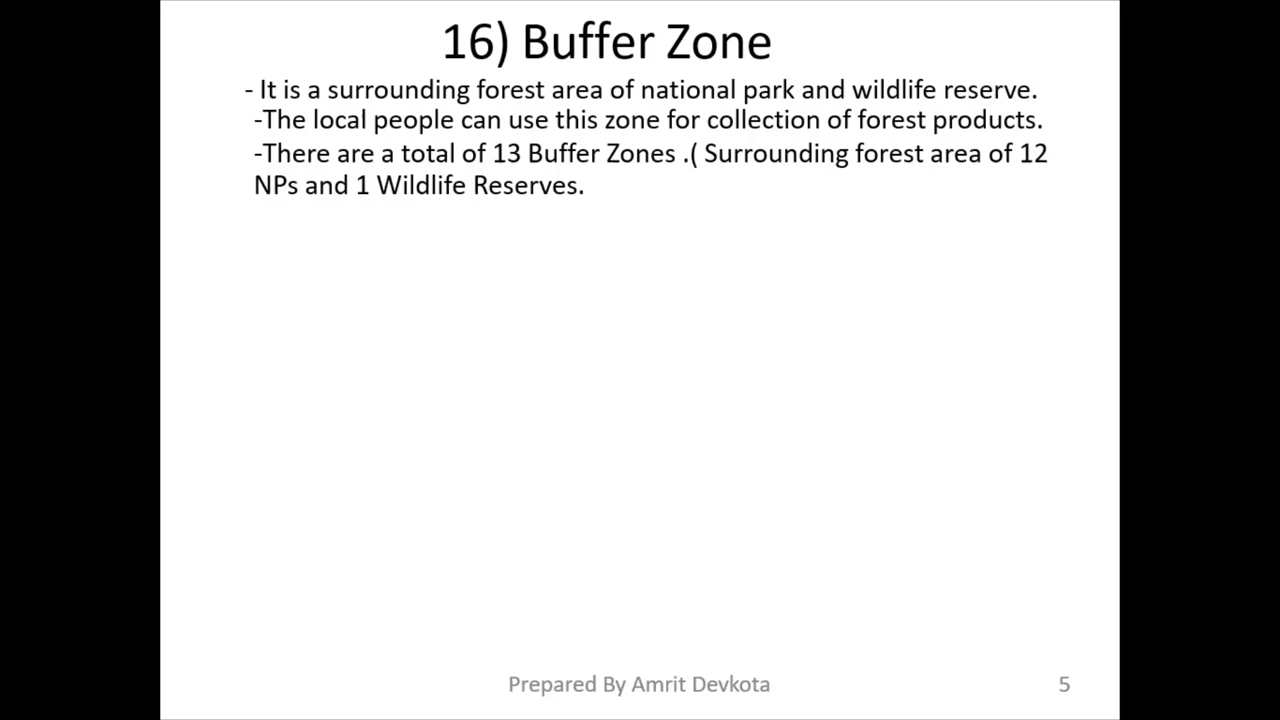 16) Buffer Zone
- It is a surrounding forest area of national park and wildlife reserve.
-The local people can use this zone for collection of forest products.
-There are a total of 13 Buffer Zones .( Surrounding forest area of 12
NPs and 1 Wildlife Reserves.
Prepared By Amrit Devkota
5